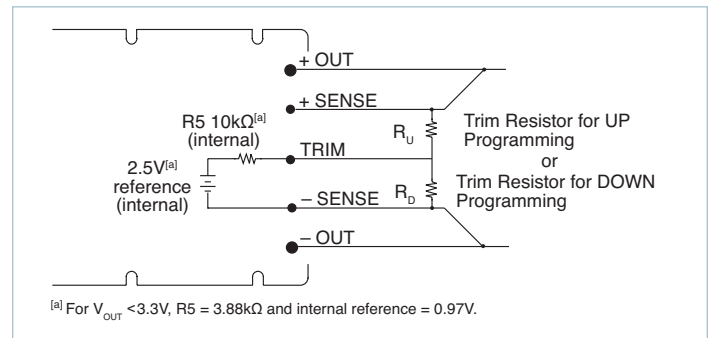 + OUT
+ SENSE
R5 10kΩ[a]
(internal)
TRIM
2.5V[a]
reference
(internal)
– SENSE
– OUT
RU
RD
Trim Resistor for UP
Programming
or
Trim Resistor for DOWN
Programming
[a] For VOUT <3.3V, R5 = 3.88kΩ and internal reference = 0.97V.